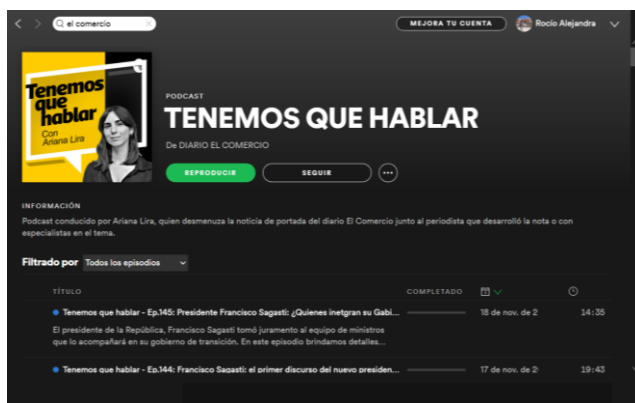 el comercio
MEJORA TU CUENTA
Rocío Alejandra
Tenemos
que
hablar
Con
Ariana Lira
PODCAST
TENEMOS QUE HABLAR
De DIARIO EL COMERCIO
REPRODUCIR
SEGUIR
INFORMACIÓN
Podcast conducido por Ariana Lira, quien desmenuza la noticia de portada del diario El Comercio junto al periodista que desarrolló la nota o con
especialistas en el tema.
Filtrado por Todos los episodios
TÍTULO COMPLETADO
Tenemos que hablar - Ep.145: Presidente Francisco Sagasti: ¿Quienes inetgran su Gabi... 18 de nov. de 2 14:35
El presidente de la República, Francisco Sagasti tomó juramento al equipo de ministros
que lo acompañará en su gobierno de transición. En este episodio brindamos detalles...
Tenemos que hablar - Ep.144: Francisco Sagasti: el primer discurso del nuevo presiden... 17 de nov. de 2 19:43